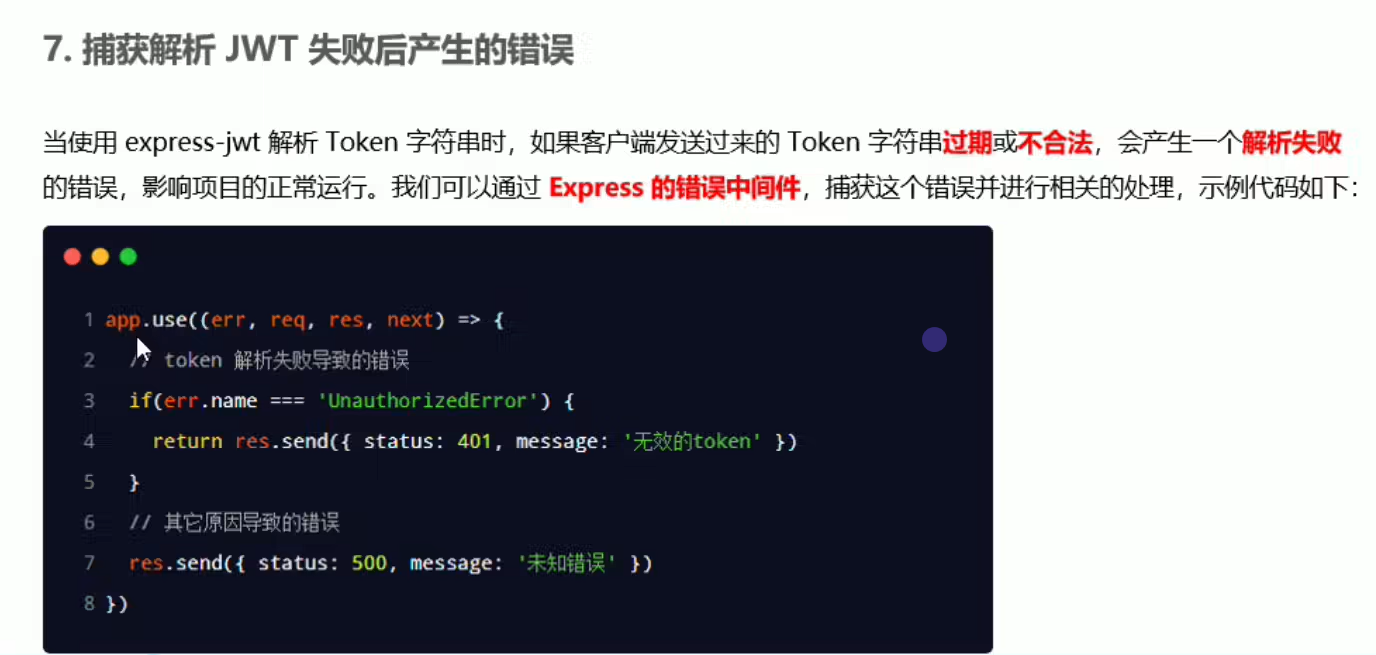 7. 捕获解析 JWT 失败后产生的错误
当使用 express-jwt 解析 Token 字符串时，如果客户端发送过来的 Token 字符串过期或不合法，会产生一个解析失败
的错误，影响项目的正常运行。我们可以通过 Express 的错误中间件，捕获这个错误并进行相关的处理，示例代码如下：
1 app.use((err, req, res, next) => {
2 // token 解析失败导致的错误
3 if(err.name === 'UnauthorizedError') {
4 return res.send({ status: 401, message: '无效的token' })
5 }
6 // 其它原因导致的错误
7 res.send({ status: 500, message: '未知错误' })
8 })